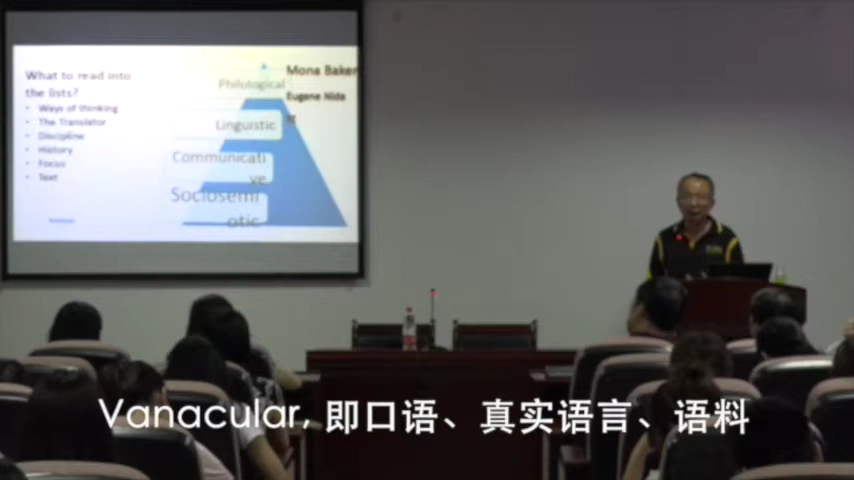 What to read into
the lists?
• Ways of thinking
• The Translator
• Discipline
• History
• Focus
• Text
Mona Baker
Philological
Eugene Nida
Linguistic
Communicati
ve
Sociosemi
otic
Vanacular, 即口语、真实语言、语料